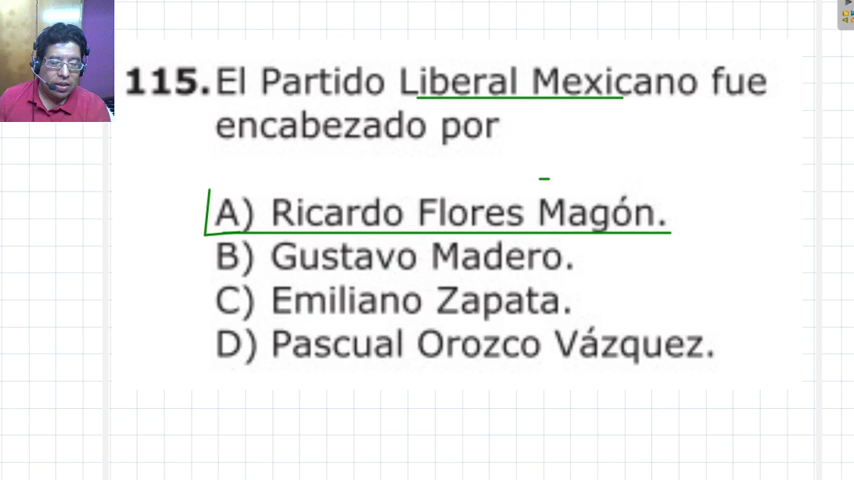 115. El Partido Liberal Mexicano fue
encabezado por
A) Ricardo Flores Magón.
B) Gustavo Madero.
C) Emiliano Zapata.
D) Pascual Orozco Vázquez.